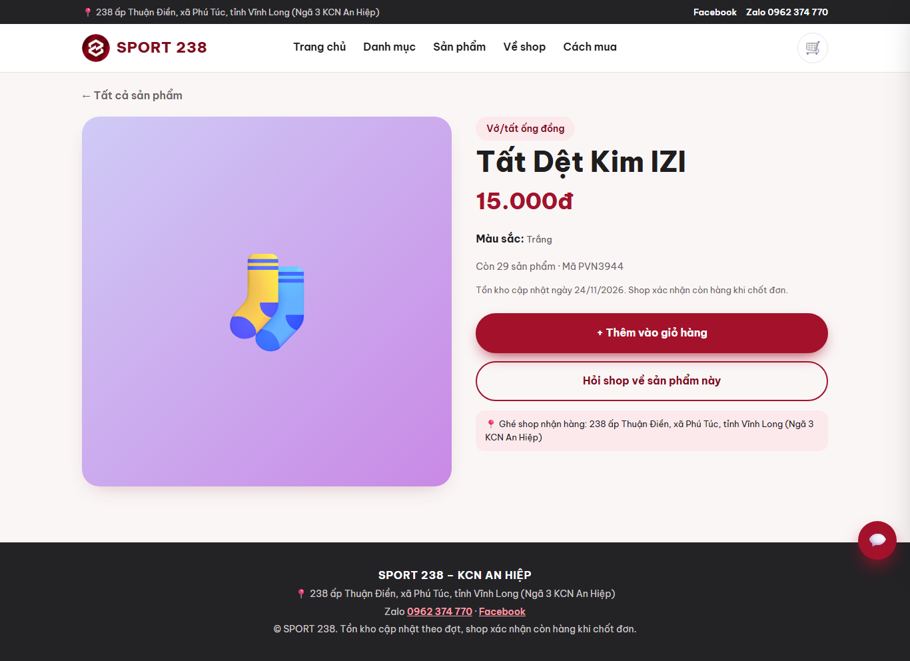 238 ấp Thuận Điền, xã Phú Túc, tỉnh Vĩnh Long (Ngã 3 KCN An Hiệp)
Facebook Zalo 0962 374 770
SPORT 238
Trang chủ Danh mục Sản phẩm Về shop Cách mua
← Tất cả sản phẩm
Vớ/tất ống đồng
Tất Dệt Kim IZI
15.000đ
Màu sắc: Trắng
Còn 29 sản phẩm · Mã PVN3944
Tồn kho cập nhật ngày 24/11/2026. Shop xác nhận còn hàng khi chốt đơn.
+ Thêm vào giỏ hàng
Hỏi shop về sản phẩm này
Ghé shop nhận hàng: 238 ấp Thuận Điền, xã Phú Túc, tỉnh Vĩnh Long (Ngã 3
KCN An Hiệp)
SPORT 238 – KCN AN HIỆP
238 ấp Thuận Điền, xã Phú Túc, tỉnh Vĩnh Long (Ngã 3 KCN An Hiệp)
Zalo 0962 374 770 · Facebook
© SPORT 238. Tồn kho cập nhật theo đợt, shop xác nhận còn hàng khi chốt đơn.